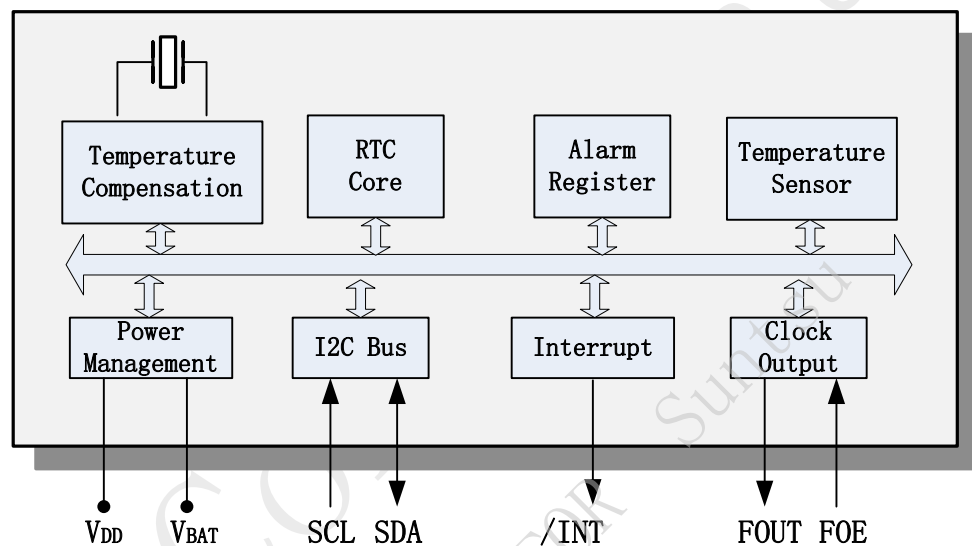 Temperature
Compensation
RTC
Core
Alarm
Register
Temperature
Sensor
Power
Management
I2C Bus
Interrupt
Clock
Output
VDD
VBAT
SCL SDA
/INT
FOUT FOE
Suntsu